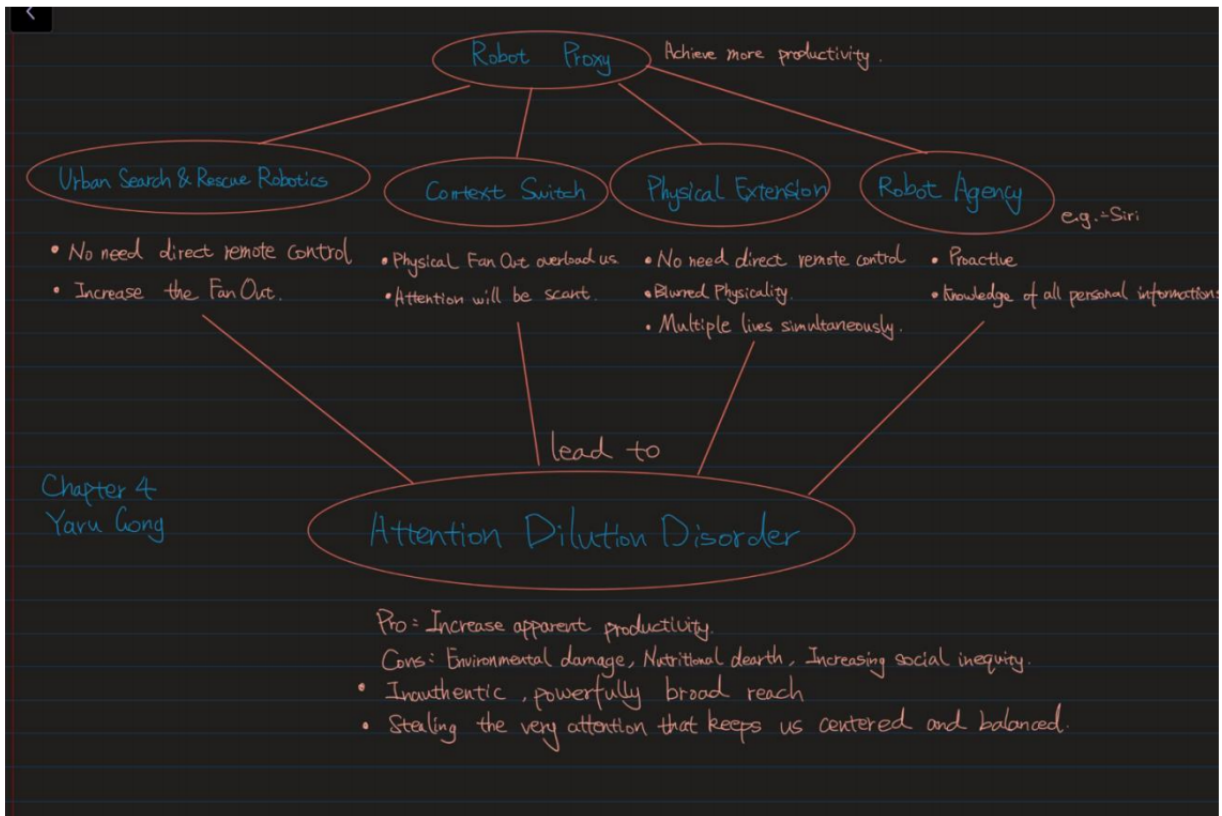 Robot Proxy
Achieve more productivity.
Urban Search & Rescue Robotics
Context Switch
Physical Extension
Robot Agency
e.g.:Siri
• No need direct remote control
• Increase the Fan Out.
• Physical Fan Out overload us
• Attention will be scant.
• No need direct remote control
• Blurred Physicality.
• Multiple lives simultaneously.
• Proactive
• Knowledge of all personal informations
lead to
Chapter 4
Yaru Gong
Attention Dilution Disorder
Pro: Increase apparent productivity.
Cons: Environmental damage, Nutritional dearth, Increasing social inequity.
• Inauthentic, powerfully broad reach
• Stealing the very attention that keeps us centered and balanced.